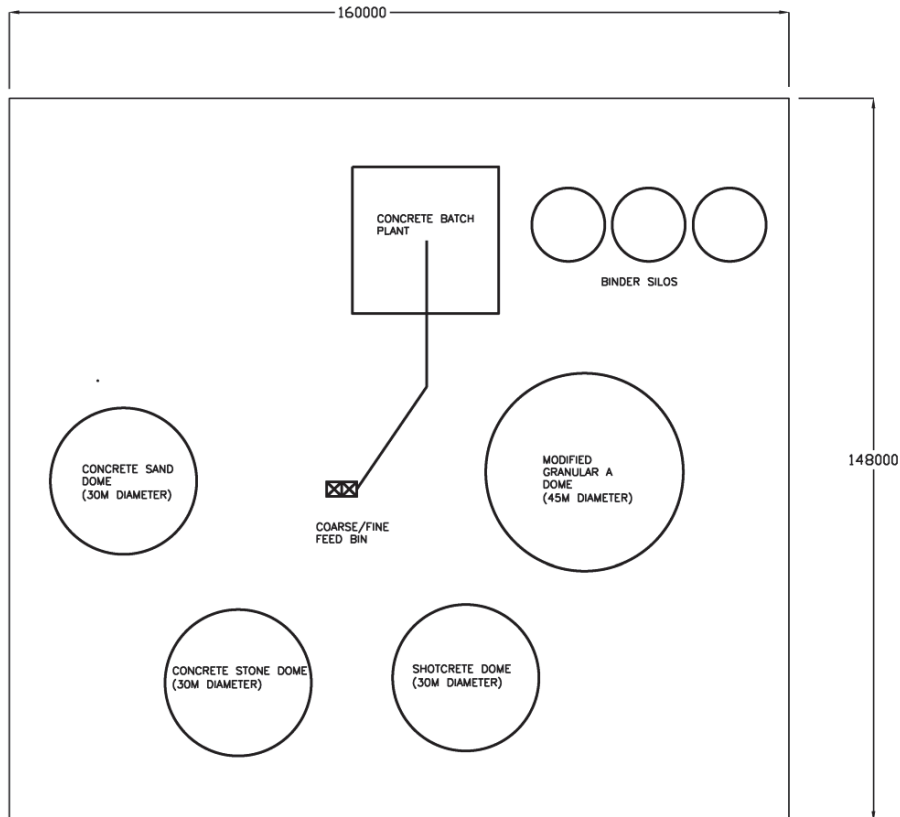 160000
CONCRETE BATCH
PLANT
BINDER SILOS
148000
CONCRETE SAND
DOME
(30M DIAMETER)
MODIFIED
GRANULAR A
DOME
(45M DIAMETER)
COARSE/FINE
FEED BIN
CONCRETE STONE DOME
(30M DIAMETER)
SHOTCRETE DOME
(30M DIAMETER)